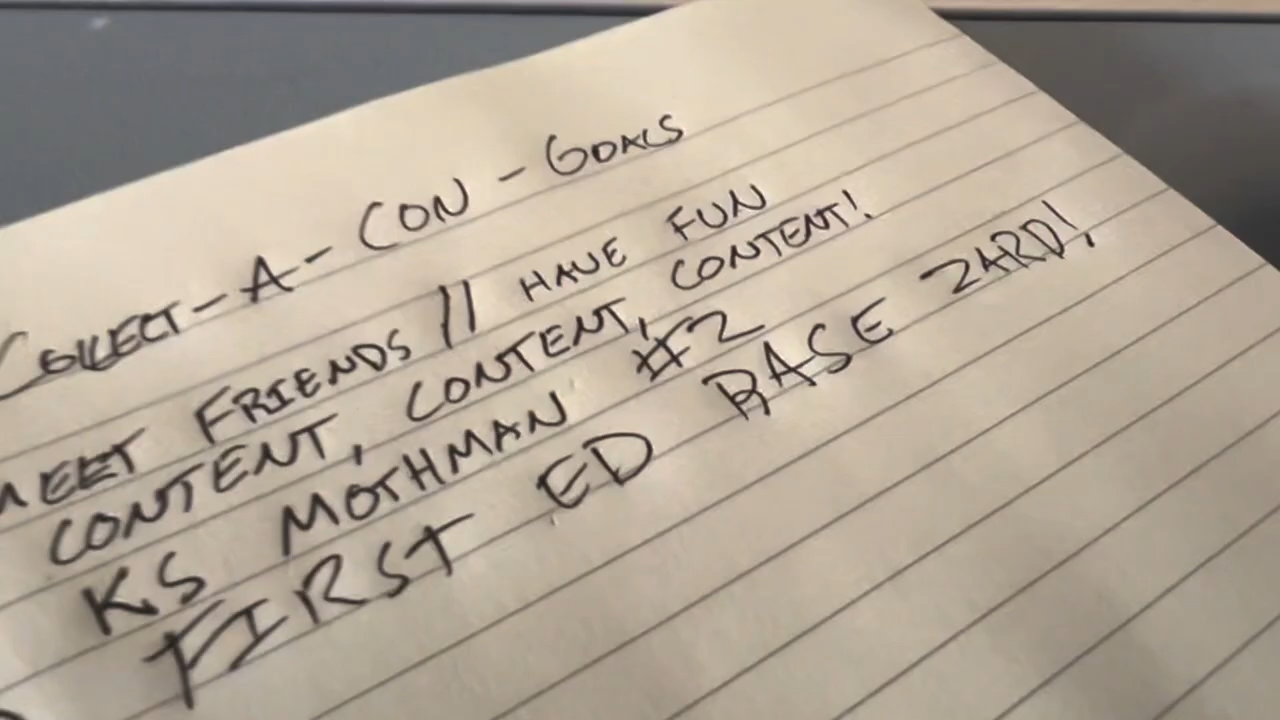 COLLECT-A-CON - GOALS
MEET FRIENDS // HAVE FUN
CONTENT, CONTENT, CONTENT!
KS MOTHMAN #2
FIRST ED BASE ZARD!